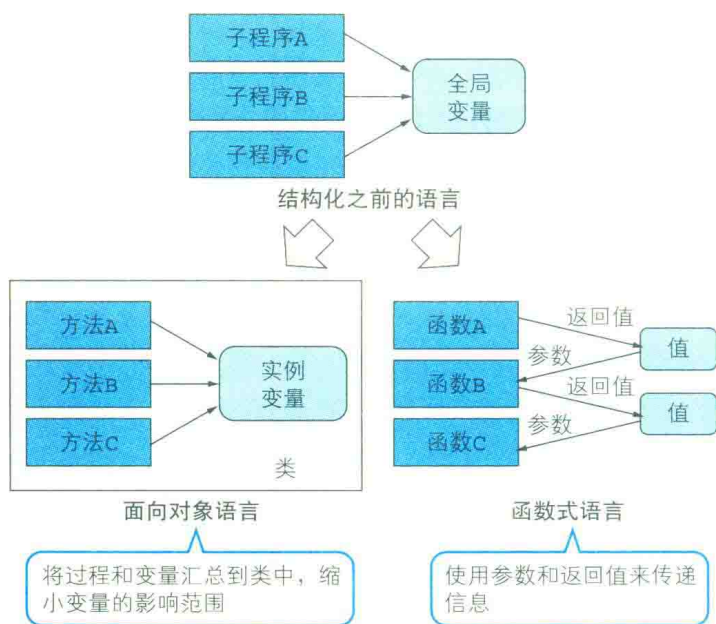 子程序A
子程序B
子程序C
全局
变量
结构化之前的语言
方法A
方法B
方法C
实例
变量
类
面向对象语言
将过程和变量汇总到类中，缩
小变量的影响范围
函数A
返回值
值
参数
函数B
返回值
值
参数
函数C
函数式语言
使用参数和返回值来传递
信息